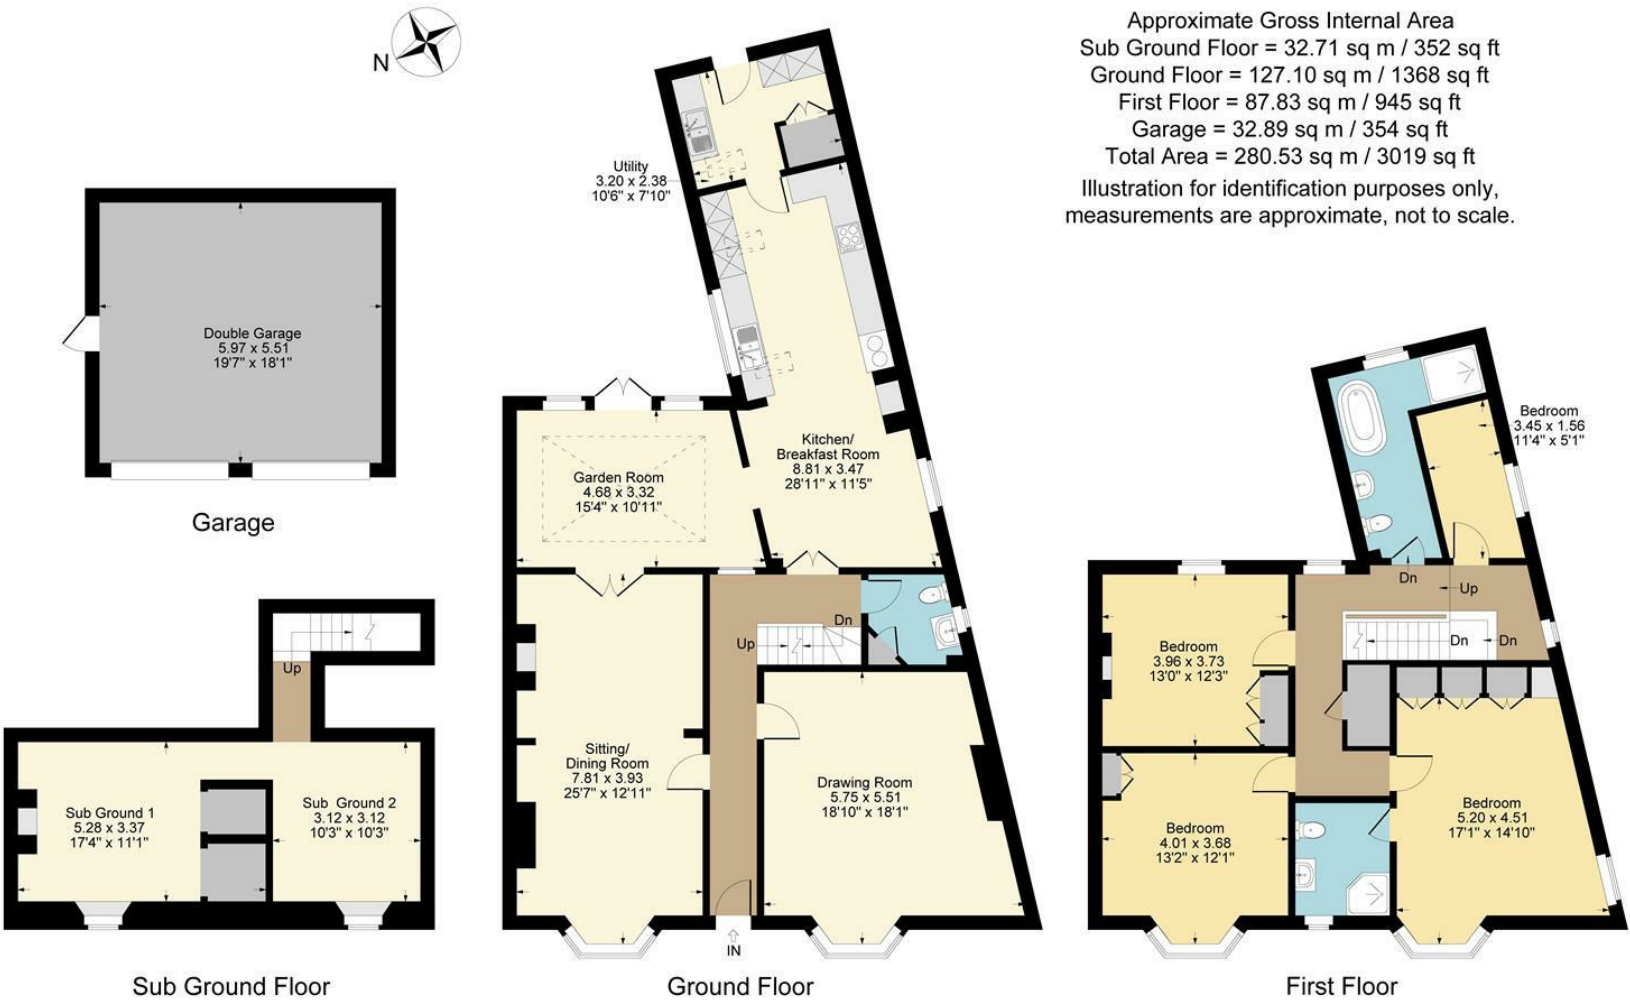 N
Approximate Gross Internal Area
Sub Ground Floor = 32.71 sq m / 352 sq ft
Ground Floor = 127.10 sq m / 1368 sq ft
First Floor = 87.83 sq m / 945 sq ft
Garage = 32.89 sq m / 354 sq ft
Total Area = 280.53 sq m / 3019 sq ft
Illustration for identification purposes only,
measurements are approximate, not to scale.
Double Garage
5.97 x 5.51
19'7" x 18'1"
Garage
Up
Sub Ground 1
5.28 x 3.37
17'4" x 11'1"
Sub Ground 2
3.12 x 3.12
10'3" x 10'3"
Sub Ground Floor
Utility
3.20 x 2.38
10'6" x 7'10"
Kitchen/
Breakfast Room
8.81 x 3.47
28'11" x 11'5"
Garden Room
4.68 x 3.32
15'4" x 10'11"
Dn
Up
Sitting/
Dining Room
7.81 x 3.93
25'7" x 12'11"
Drawing Room
5.75 x 5.51
18'10" x 18'1"
IN
Ground Floor
Bedroom
3.45 x 1.56
11'4" x 5'1"
Dn
Up
Dn
Dn
Bedroom
3.96 x 3.73
13'0" x 12'3"
Bedroom
4.01 x 3.68
13'2" x 12'1"
Bedroom
5.20 x 4.51
17'1" x 14'10"
First Floor